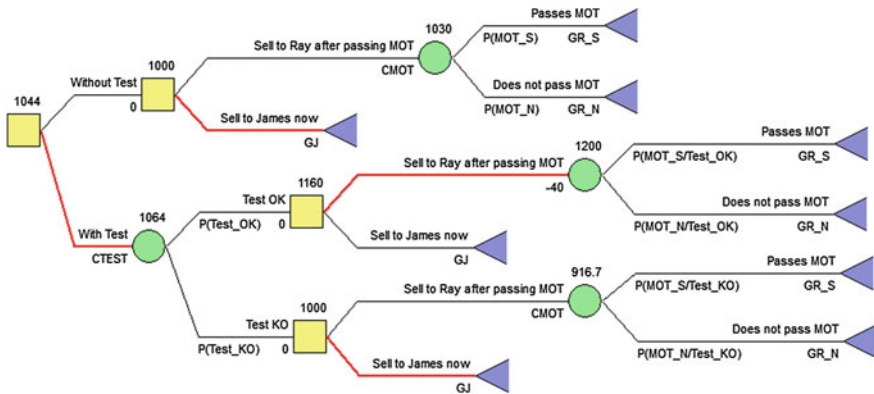 1030
Passes MOT
P(MOT_S) GR_S
Sell to Ray after passing MOT
CMOT
1000
Without Test
0
Does not pass MOT
P(MOT_N) GR_N
1044
Sell to James now
GJ
Passes MOT
P(MOT_S/Test_OK) GR_S
1200
Sell to Ray after passing MOT
-40
1160
Test OK
P(Test_OK) 0
Does not pass MOT
P(MOT_N/Test_OK) GR_N
1064
With Test
CTEST
Sell to James now
GJ
Passes MOT
P(MOT_S/Test_KO) GR_S
916.7
Sell to Ray after passing MOT
CMOT
1000
Test KO
P(Test_KO) 0
Does not pass MOT
P(MOT_N/Test_KO) GR_N
Sell to James now
GJ